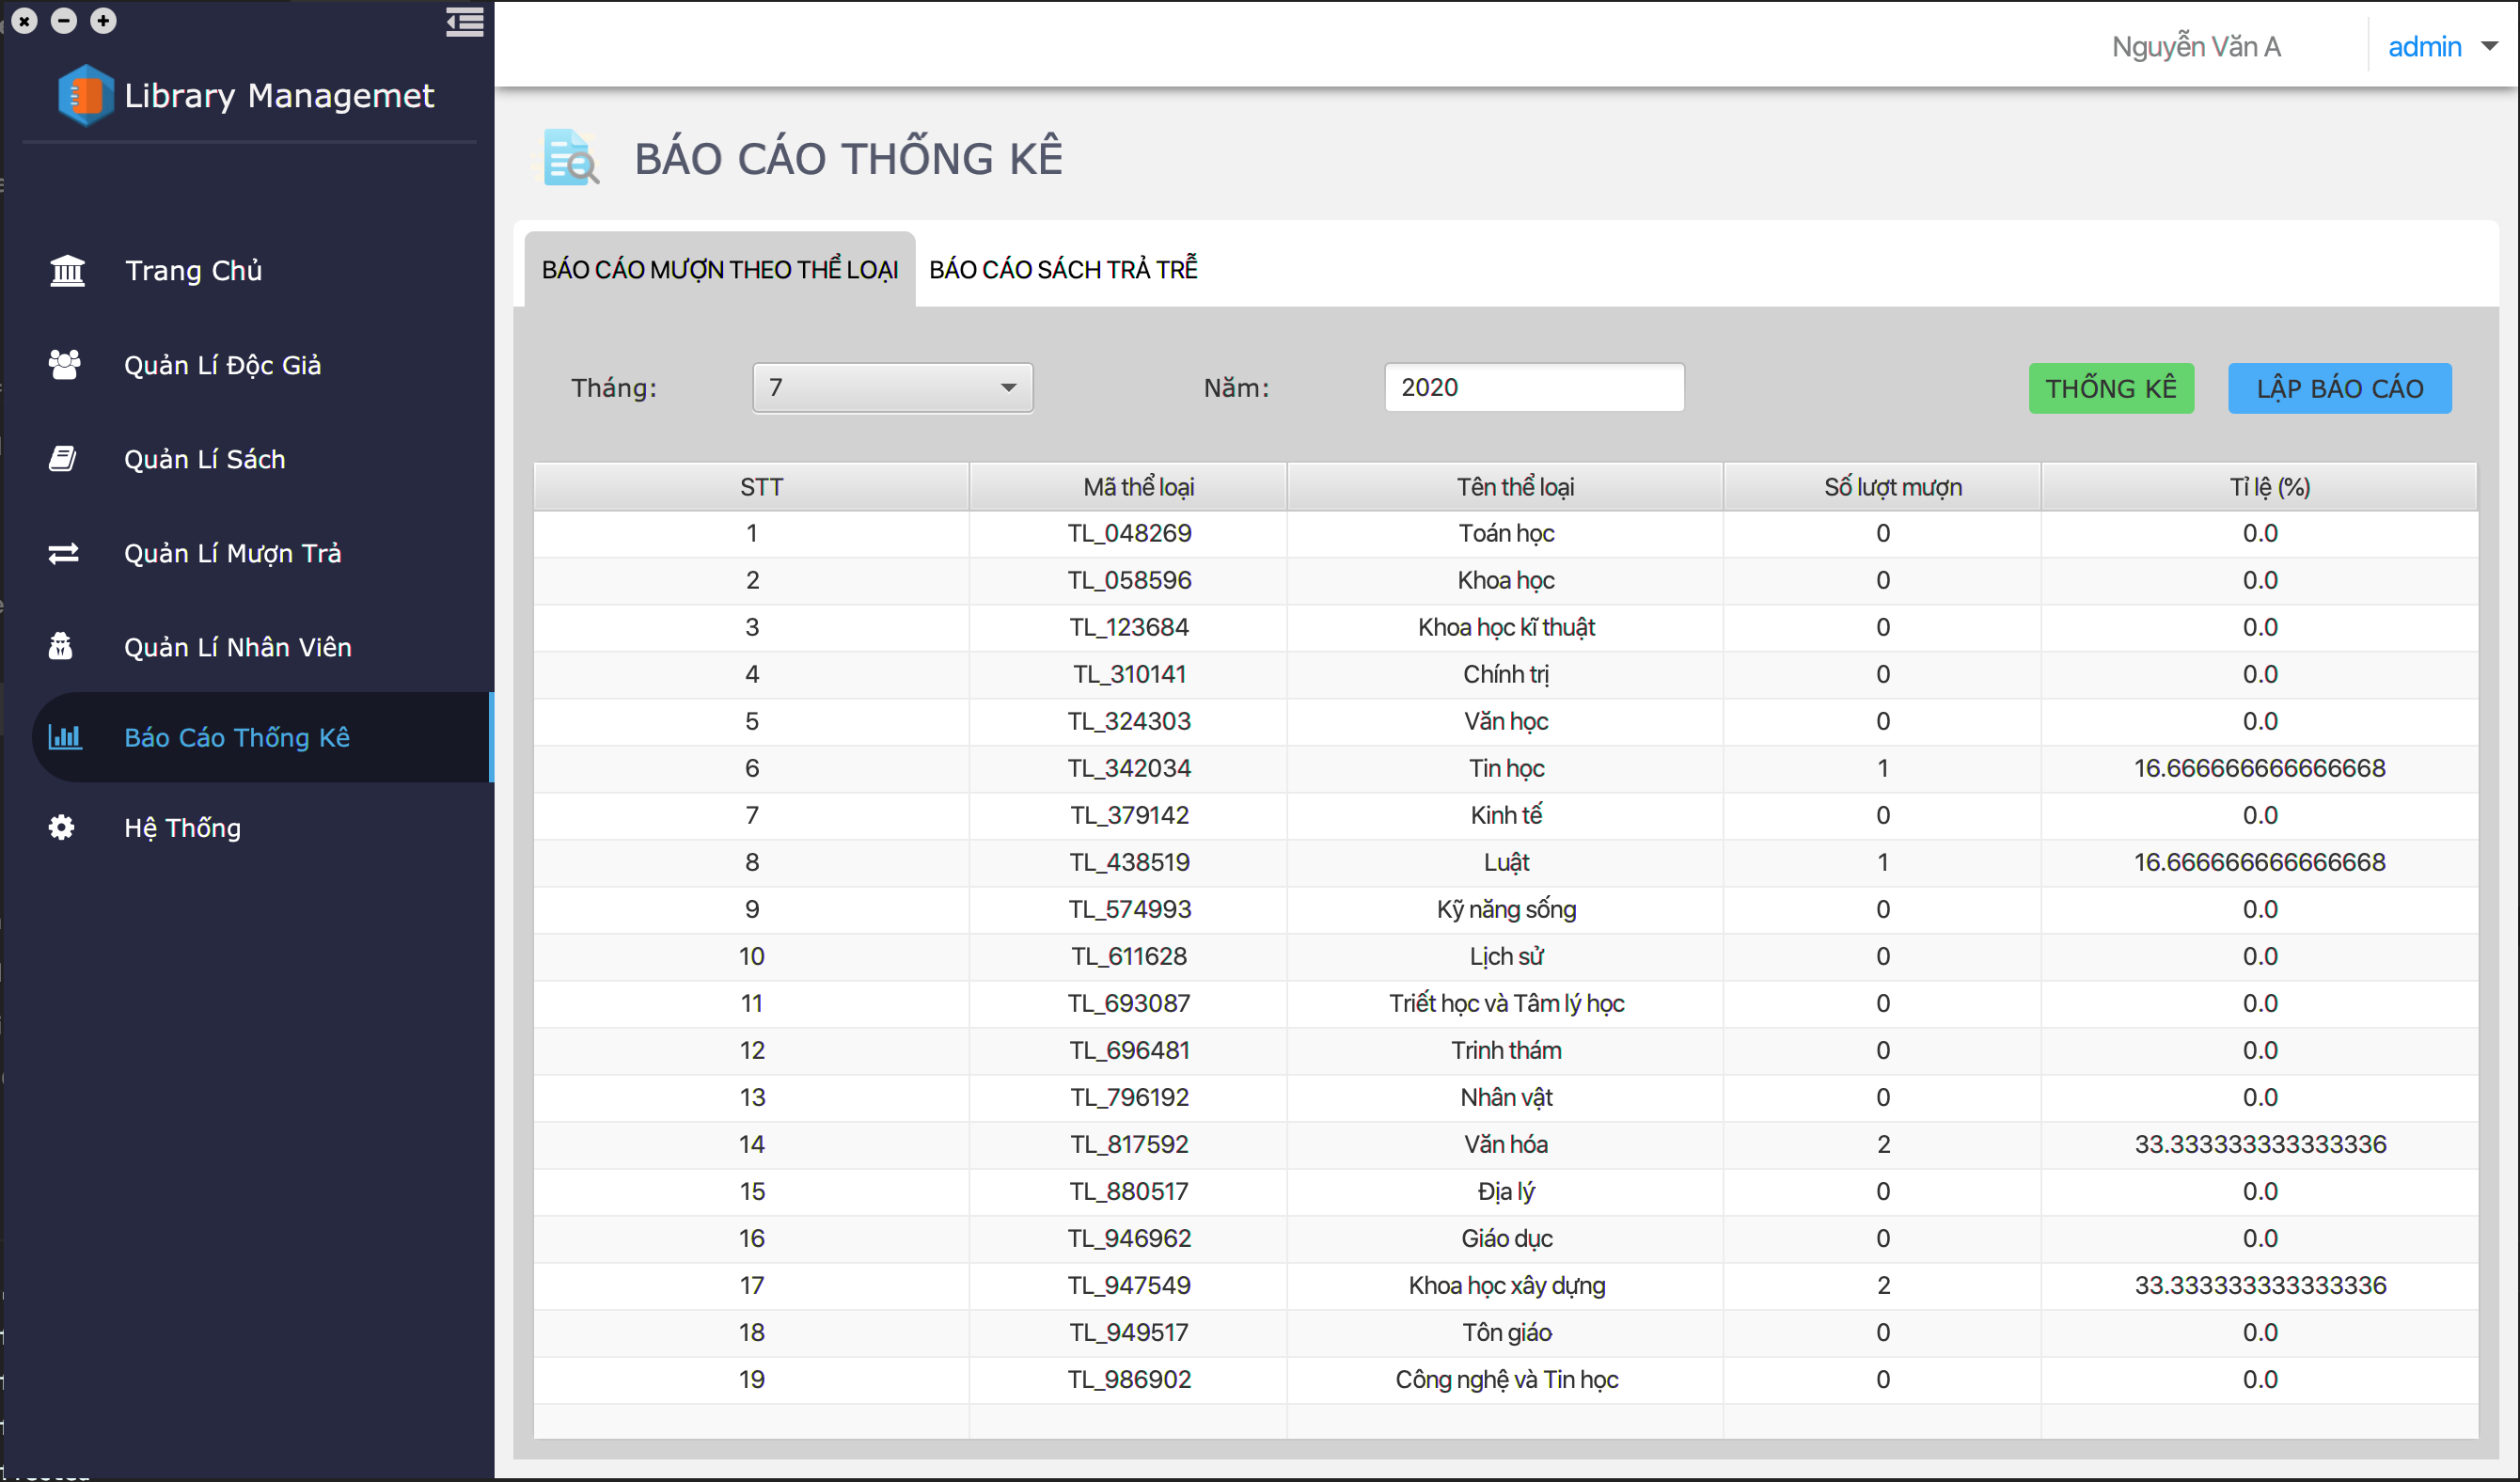 Library Managemet
Nguyễn Văn A admin
BÁO CÁO THỐNG KÊ
Trang Chủ
Quản Lí Độc Giả
Quản Lí Sách
Quản Lí Mượn Trả
Quản Lí Nhân Viên
Báo Cáo Thống Kê
Hệ Thống
BÁO CÁO MƯỢN THEO THỂ LOẠI BÁO CÁO SÁCH TRẢ TRỄ
Tháng: 7 Năm: 2020 THỐNG KÊ LẬP BÁO CÁO
STT Mã thể loại Tên thể loại Số lượt mượn Tỉ lệ (%)
1 TL_048269 Toán học 0 0.0
2 TL_058596 Khoa học 0 0.0
3 TL_123684 Khoa học kĩ thuật 0 0.0
4 TL_310141 Chính trị 0 0.0
5 TL_324303 Văn học 0 0.0
6 TL_342034 Tin học 1 16.666666666666668
7 TL_379142 Kinh tế 0 0.0
8 TL_438519 Luật 1 16.666666666666668
9 TL_574993 Kỹ năng sống 0 0.0
10 TL_611628 Lịch sử 0 0.0
11 TL_693087 Triết học và Tâm lý học 0 0.0
12 TL_696481 Trinh thám 0 0.0
13 TL_796192 Nhân vật 0 0.0
14 TL_817592 Văn hóa 2 33.333333333333336
15 TL_880517 Địa lý 0 0.0
16 TL_946962 Giáo dục 0 0.0
17 TL_947549 Khoa học xây dựng 2 33.333333333333336
18 TL_949517 Tôn giáo 0 0.0
19 TL_986902 Công nghệ và Tin học 0 0.0